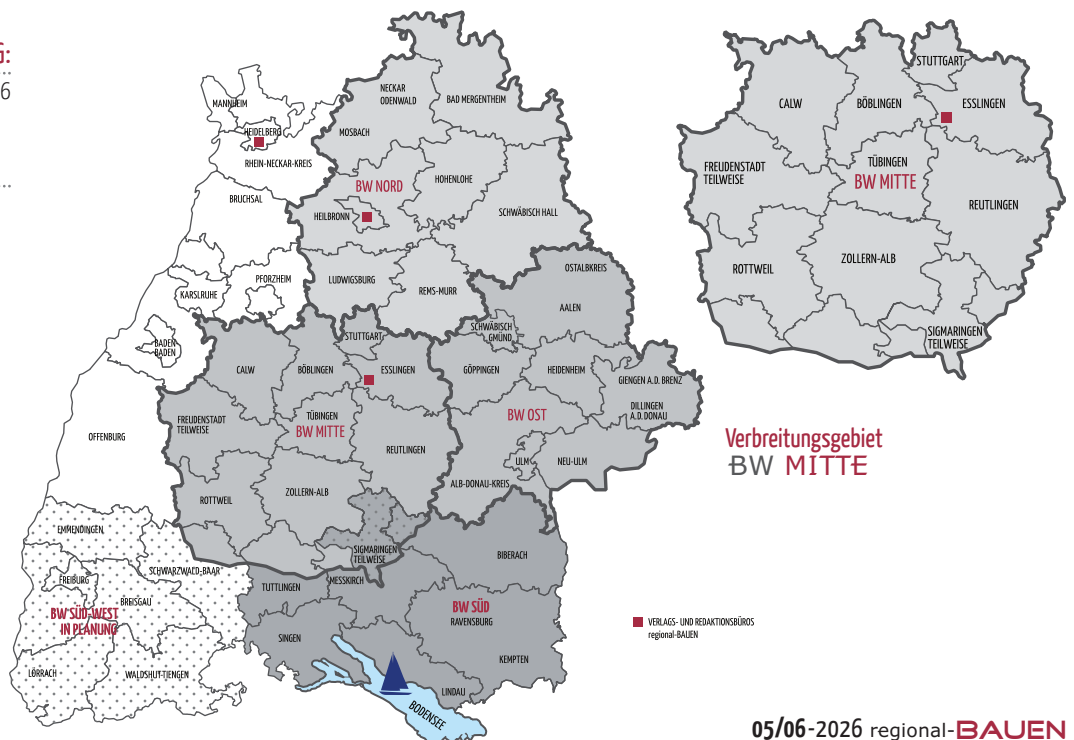 G:
6
MANNHEIM
HEIDELBERG
RHEIN-NECKAR-KREIS
BRUCHSAL
KARLSRUHE
PFORZHEIM
BADEN
BADEN
OFFENBURG
NECKAR
ODENWALD
BAD MERGENTHEIM
MOSBACH
BW NORD
HOHENLOHE
HEILBRONN
SCHWÄBISCH HALL
LUDWIGSBURG
REMS-MURR
OSTALBKREIS
AALEN
SCHWÄBISCH
GMÜND
GÖPPINGEN
HEIDENHEIM
GIENGEN A.D. BRENZ
DILLINGEN
A.D. DONAU
BW OST
ULM
NEU-ULM
ALB-DONAU-KREIS
STUTTGART
CALW
BÖBLINGEN
ESSLINGEN
FREUDENSTADT
TEILWEISE
TÜBINGEN
BW MITTE
REUTLINGEN
ROTTWEIL
ZOLLERN-ALB
SIGMARINGEN
TEILWEISE
EMMENDINGEN
SCHWARZWALD-BAAR
FREIBURG
BREISGAU
BW SÜD-WEST
IN PLANUNG
LÖRRACH
WALDSHUT-TIENGEN
TUTTLINGEN
MESSKIRCH
BIBERACH
BW SÜD
RAVENSBURG
SINGEN
KEMPTEN
LINDAU
BODENSEE
STUTTGART
CALW
BÖBLINGEN
ESSLINGEN
FREUDENSTADT
TEILWEISE
TÜBINGEN
BW MITTE
REUTLINGEN
ROTTWEIL
ZOLLERN-ALB
SIGMARINGEN
TEILWEISE
Verbreitungsgebiet
BW MITTE
VERLAGS- UND REDAKTIONSBÜROS
regional-BAUEN
05/06-2026 regional-BAUEN